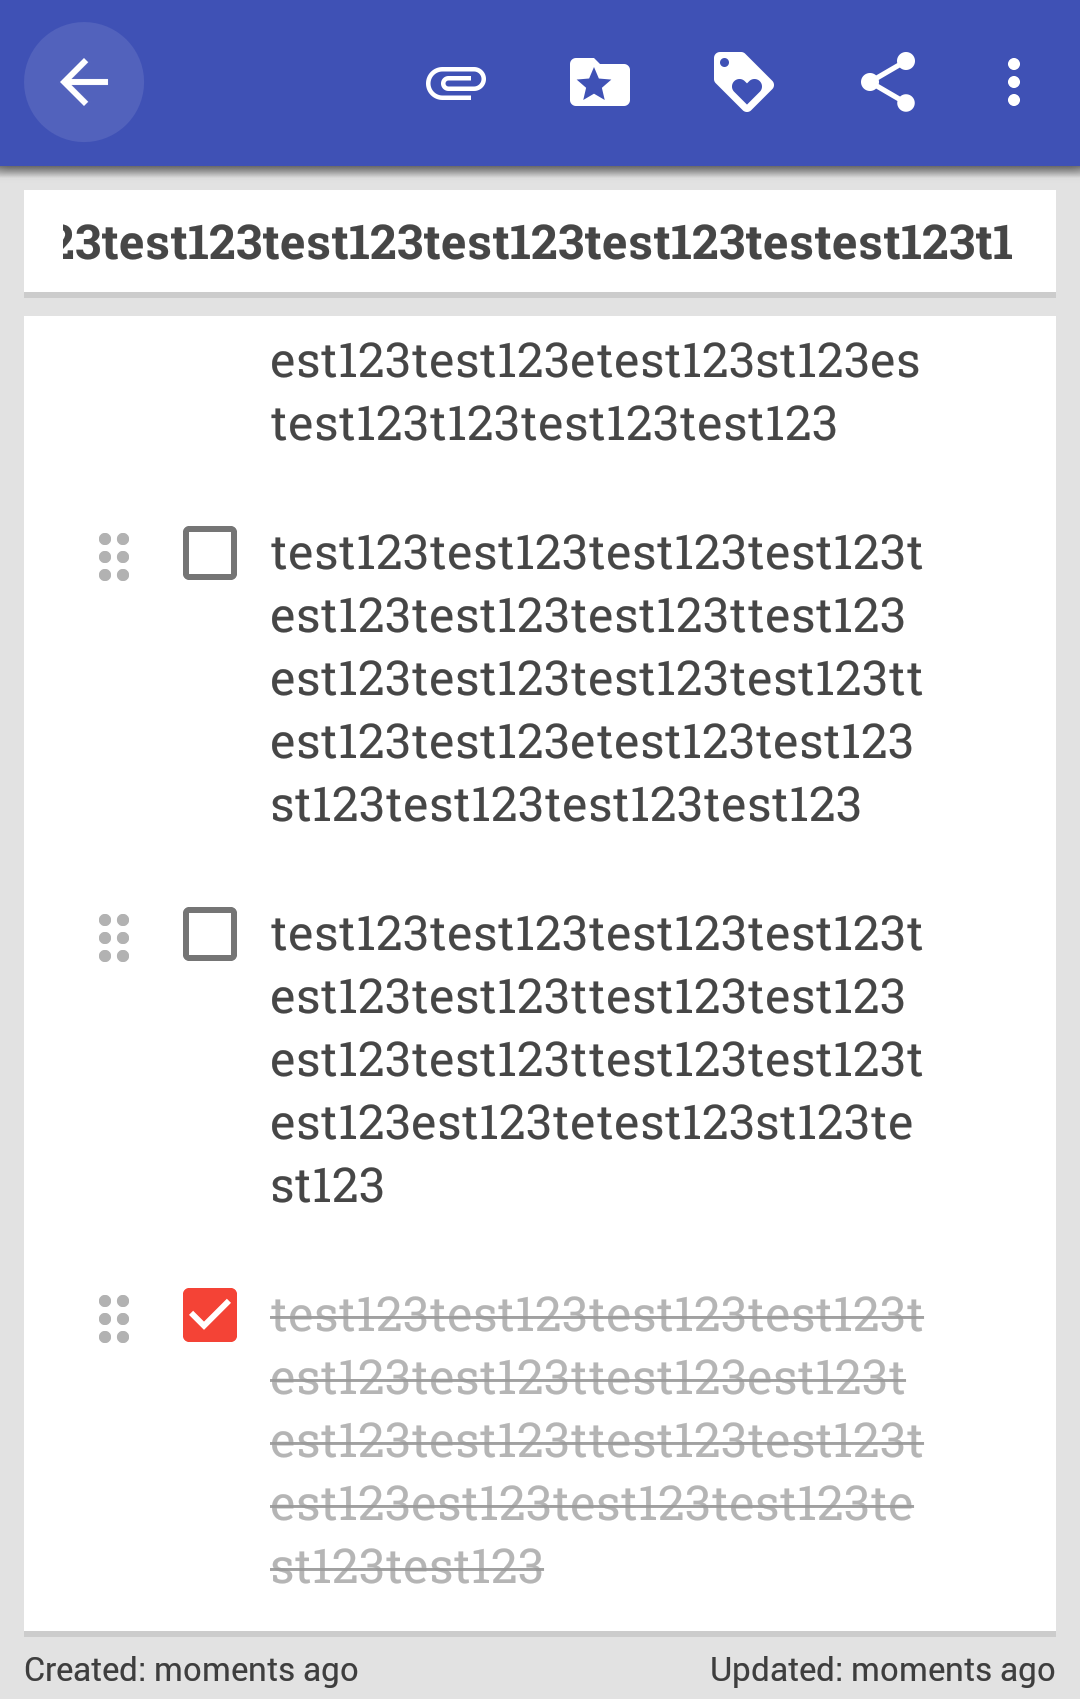 23test123test123test123test123testest123t1
est123test123etest123st123es
test123t123test123test123
test123test123test123test123t
est123test123test123ttest123
est123test123test123test123tt
est123test123etest123test123
st123test123test123test123
test123test123test123test123t
est123test123ttest123test123
est123test123ttest123test123t
est123est123tetest123st123te
st123
test123test123test123test123t
est123test123ttest123est123t
est123test123ttest123test123t
est123est123test123test123te
st123test123
Created: moments ago
Updated: moments ago